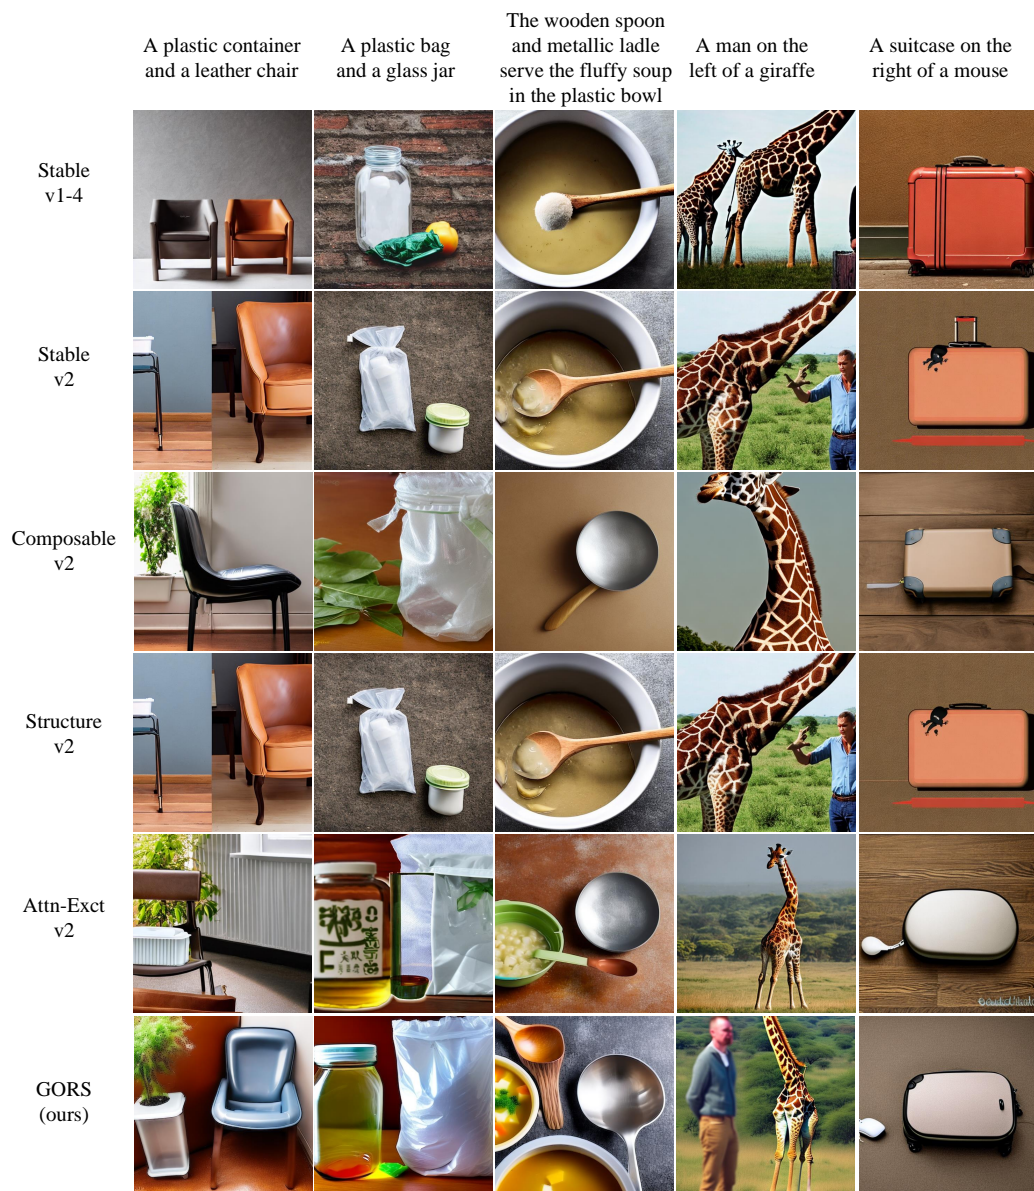 A plastic container
and a leather chair
A plastic bag
and a glass jar
The wooden spoon
and metallic ladle
serve the fluffy soup
in the plastic bowl
A man on the
left of a giraffe
A suitcase on the
right of a mouse
Stable
v1-4
Stable
v2
Composable
v2
Structure
v2
Attn-Exct
v2
GORS
(ours)